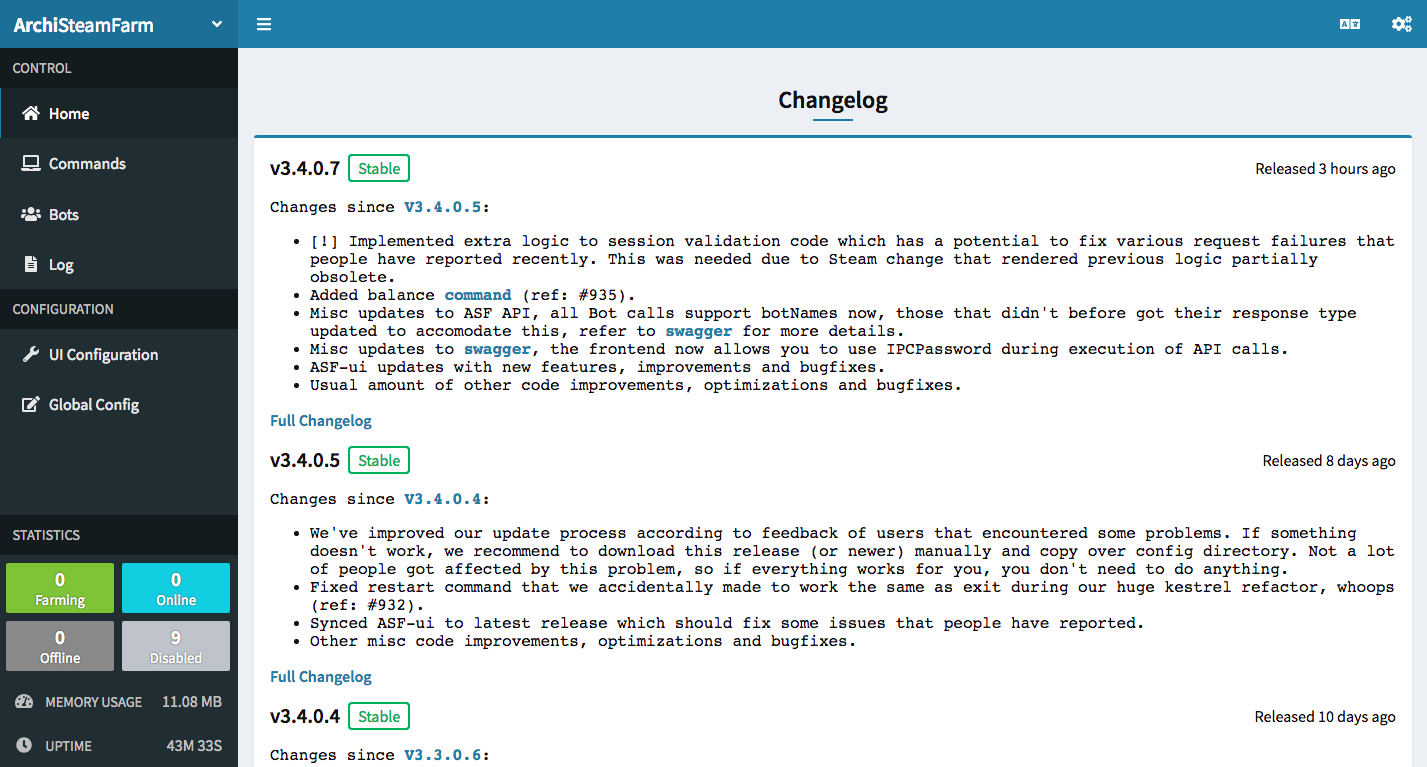 ArchiSteamFarm
CONTROL
Home
Commands
Bots
Log
CONFIGURATION
UI Configuration
Global Config
STATISTICS
0
Farming
0
Online
0
Offline
9
Disabled
MEMORY USAGE 11.08 MB
UPTIME 43M 33S
Changelog
v3.4.0.7 Stable Released 3 hours ago
Changes since V3.4.0.5:
• [!] Implemented extra logic to session validation code which has a potential to fix various request failures that
people have reported recently. This was needed due to Steam change that rendered previous logic partially
obsolete.
• Added balance command (ref: #935).
• Misc updates to ASF API, all Bot calls support botNames now, those that didn't before got their response type
updated to accomodate this, refer to swagger for more details.
• Misc updates to swagger, the frontend now allows you to use IPCPassword during execution of API calls.
• ASF-ui updates with new features, improvements and bugfixes.
• Usual amount of other code improvements, optimizations and bugfixes.
Full Changelog
v3.4.0.5 Stable Released 8 days ago
Changes since V3.4.0.4:
• We've improved our update process according to feedback of users that encountered some problems. If something
doesn't work, we recommend to download this release (or newer) manually and copy over config directory. Not a lot
of people got affected by this problem, so if everything works for you, you don't need to do anything.
• Fixed restart command that we accidentally made to work the same as exit during our huge kestrel refactor, whoops
(ref: #932).
• Synced ASF-ui to latest release which should fix some issues that people have reported.
• Other misc code improvements, optimizations and bugfixes.
Full Changelog
v3.4.0.4 Stable Released 10 days ago
Changes since V3.3.0.6: